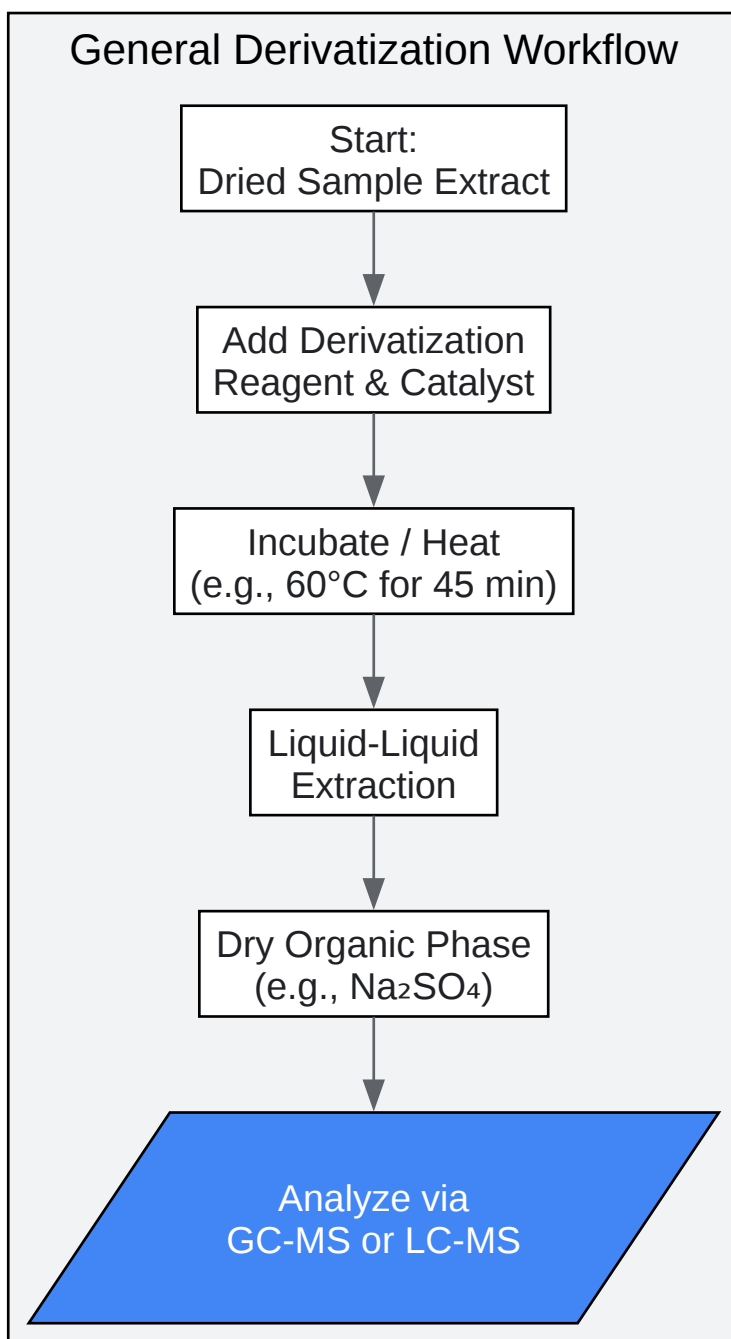 General Derivatization Workflow
Start:
Dried Sample Extract
Add Derivatization
Reagent & Catalyst
Incubate / Heat
(e.g., 60°C for 45 min)
Liquid-Liquid
Extraction
Dry Organic Phase
(e.g., Na₂SO₄)
Analyze via
GC-MS or LC-MS